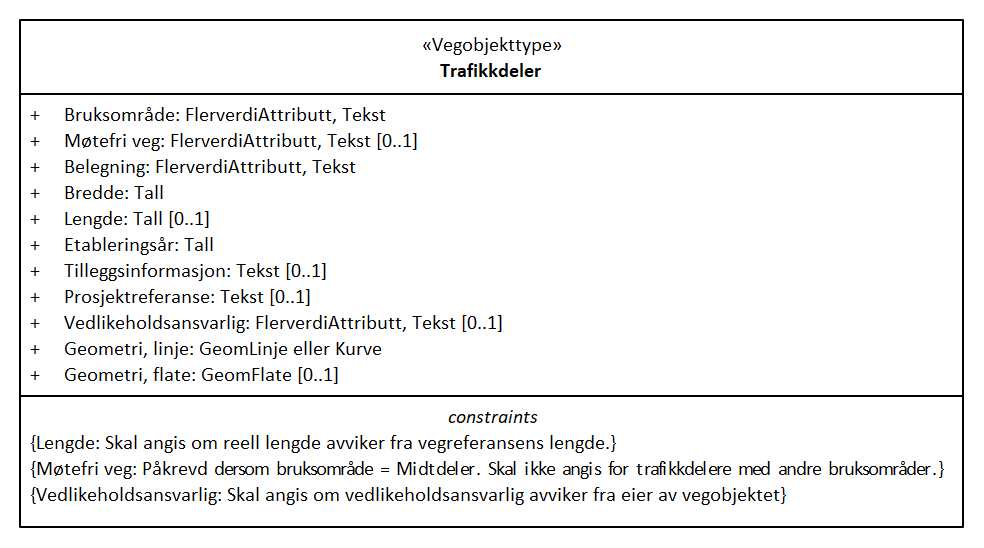 «Vegobjekttype»
Trafikkdeler
+ Bruksområde: FlerverdiAttributt, Tekst
+ Møtefri veg: FlerverdiAttributt, Tekst [0..1]
+ Belegning: FlerverdiAttributt, Tekst
+ Bredde: Tall
+ Lengde: Tall [0..1]
+ Etableringsår: Tall
+ Tilleggsinformasjon: Tekst [0..1]
+ Prosjektreferanse: Tekst [0..1]
+ Vedlikeholdsansvarlig: FlerverdiAttributt, Tekst [0..1]
+ Geometri, linje: GeomLinje eller Kurve
+ Geometri, flate: GeomFlate [0..1]
constraints
{Lengde: Skal angis om reell lengde avviker fra vegreferansens lengde.}
{Møtefri veg: Påkrevd dersom bruksområde = Midtdeler. Skal ikke angis for trafikkdelere med andre bruksområder.}
{Vedlikeholdsansvarlig: Skal angis om vedlikeholdsansvarlig avviker fra eier av vegobjektet}